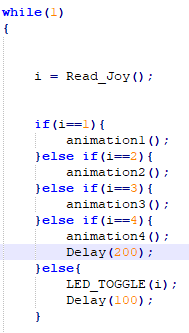 while(1)
{
i = Read_Joy();
if(i==1){
animation1();
}else if(i==2){
animation2();
}else if(i==3){
animation3();
}else if(i==4){
animation4();
Delay(200);
}else{
LED_TOGGLE(i);
Delay(100);
}